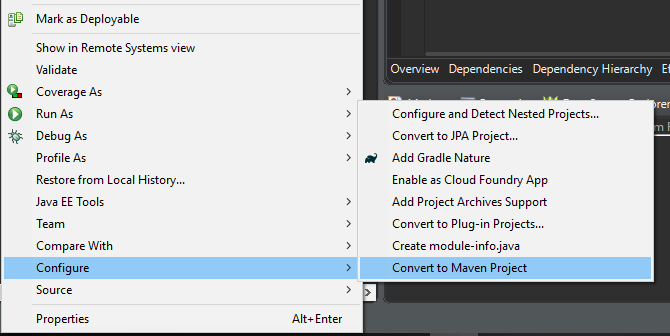 Mark as Deployable
Show in Remote Systems view
Validate
Coverage As
Run As
Debug As
Profile As
Restore from Local History...
Java EE Tools
Team
Compare With
Configure
Source
Properties Alt+Enter
Overview Dependencies Dependency Hierarchy
Configure and Detect Nested Projects...
Convert to JPA Project...
Add Gradle Nature
Enable as Cloud Foundry App
Add Project Archives Support
Convert to Plug-in Projects...
Create module-info.java
Convert to Maven Project